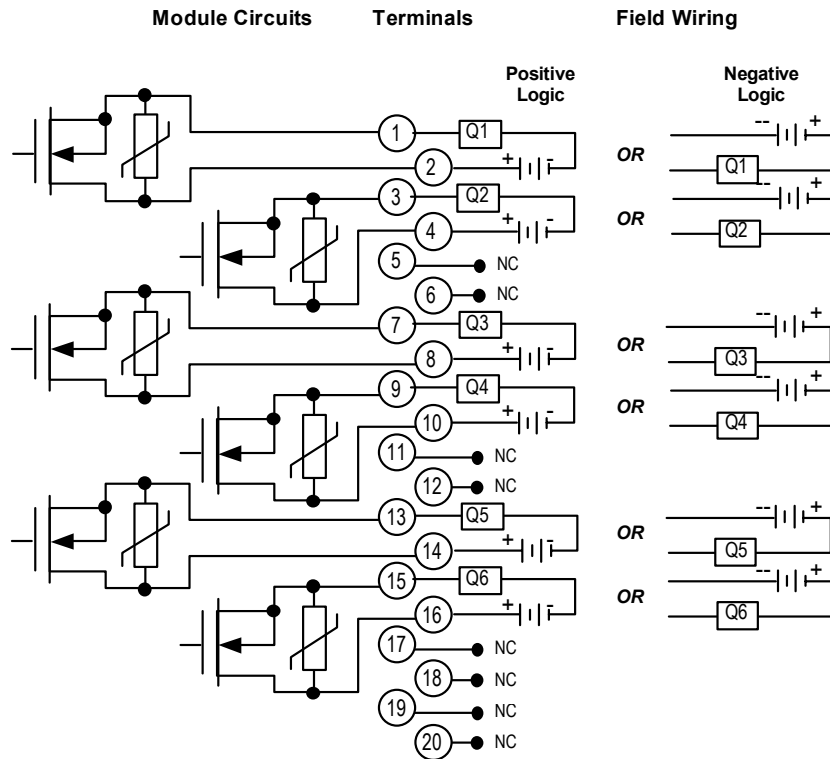 Module Circuits Terminals Field Wiring
Positive Logic
Negative Logic
1 Q1
-- +
2 + -
OR
Q1
3 Q2
-- +
4 + -
OR
Q2
5 NC
6 NC
7 Q3
-- +
8 + -
OR
Q3
9 Q4
-- +
10 + -
OR
Q4
11 NC
12 NC
13 Q5
-- +
14 + -
OR
Q5
15 Q6
-- +
16 + -
OR
Q6
17 NC
18 NC
19 NC
20 NC